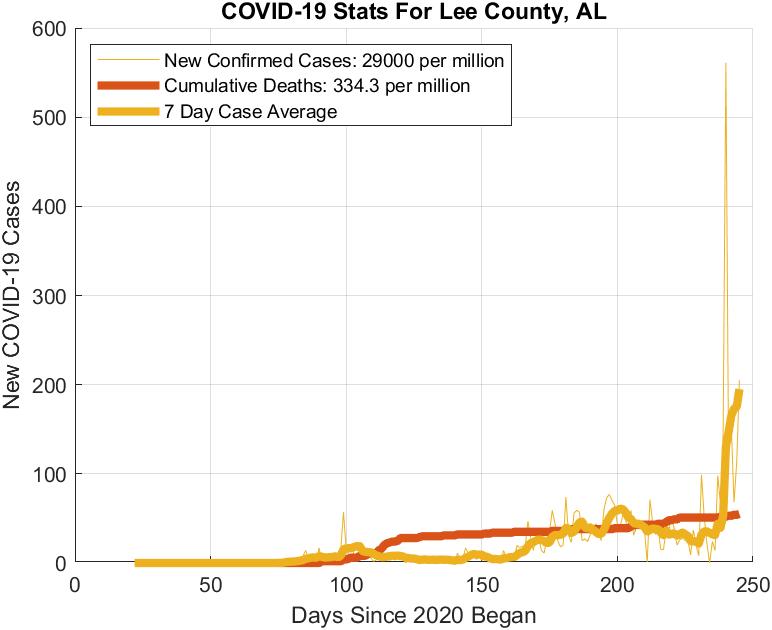 COVID-19 Stats For Lee County, AL
600
New Confirmed Cases: 29000 per million
Cumulative Deaths: 334.3 per million
7 Day Case Average
500
400
300
200
100
0
New COVID-19 Cases
0 50 100 150 200 250
Days Since 2020 Began